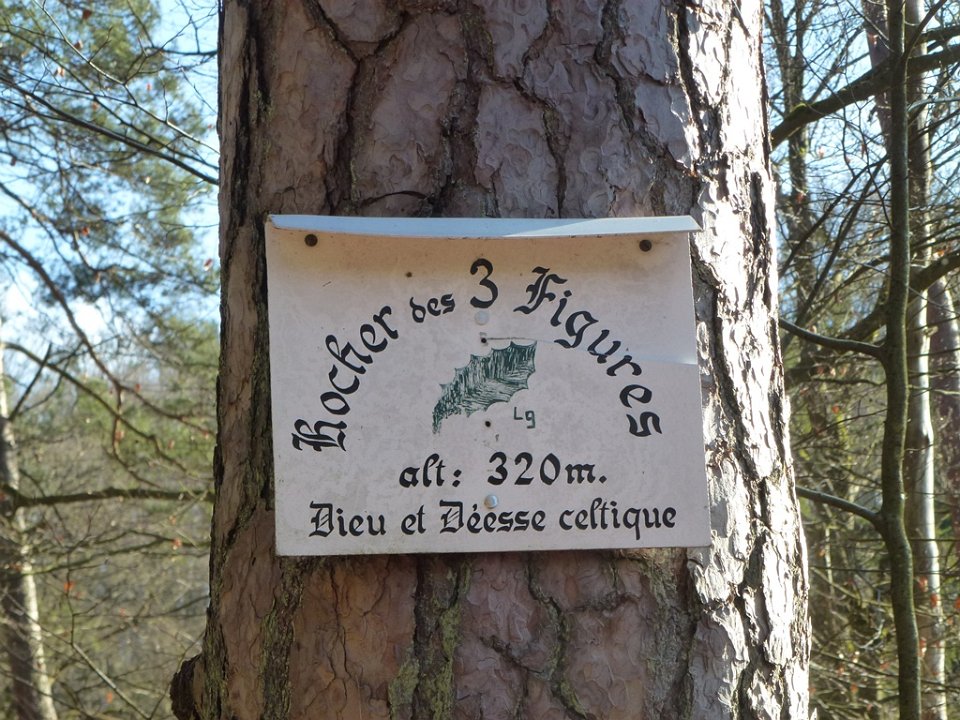 Rocher des 3 Figures
Lg
alt: 320m.
Dieu et Déesse celtique